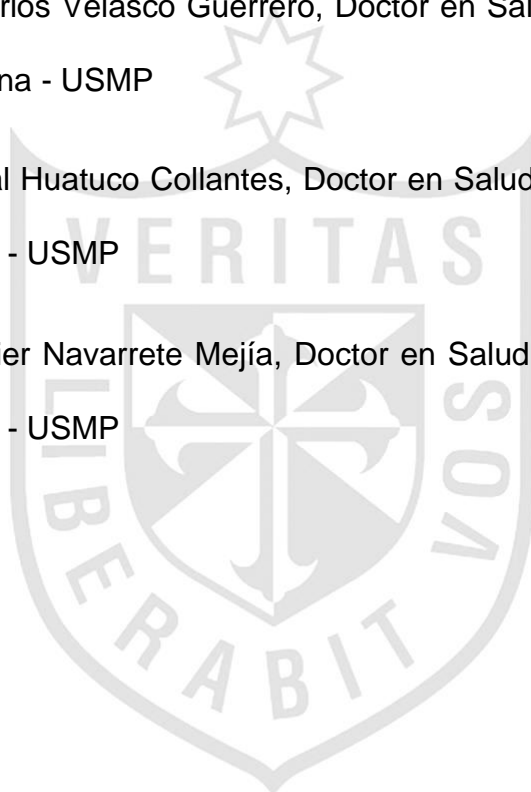 rlos Velasco Guerrero, Doctor en Sal
na - USMP
al Huatuco Collantes, Doctor en Salud
- USMP
ier Navarrete Mejía, Doctor en Salud
- USMP
VERITAS
LIBERABIT
VOS